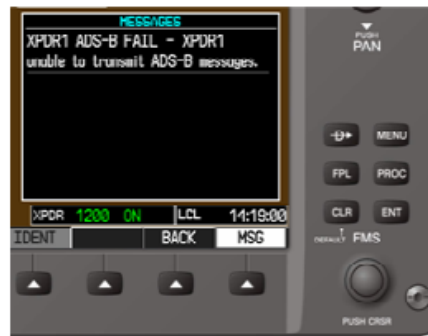 MESSAGES
XPDR1 ADS-B FAIL - XPDR1
unable to transmit ADS-B messages.
XPDR 1200 ON LCL 14:19:00
IDENT BACK MSG
PUSH
PAN
D MENU
FPL PROC
CLR ENT
DEFAULT FMS
PUSH CRSR